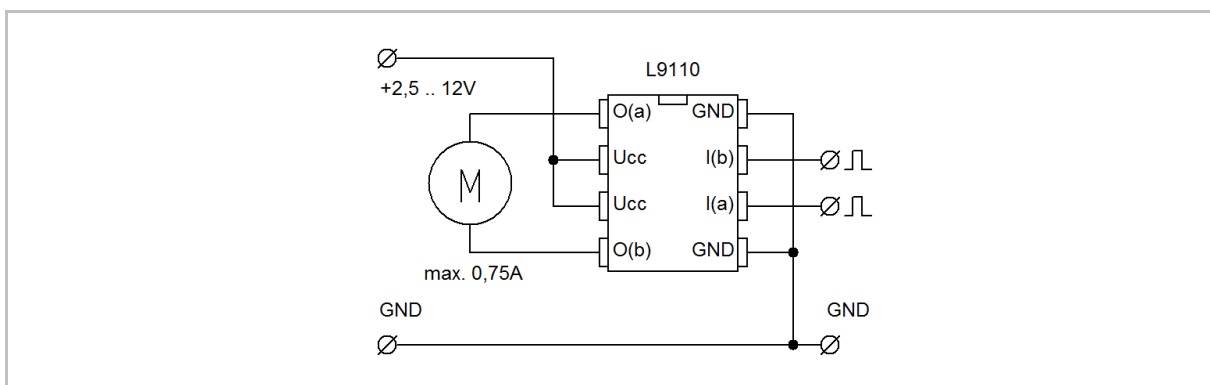 L9110
+2,5 .. 12V
O(a) GND
Ucc I(b)
M
Ucc I(a)
O(b) GND
max. 0,75A
GND GND